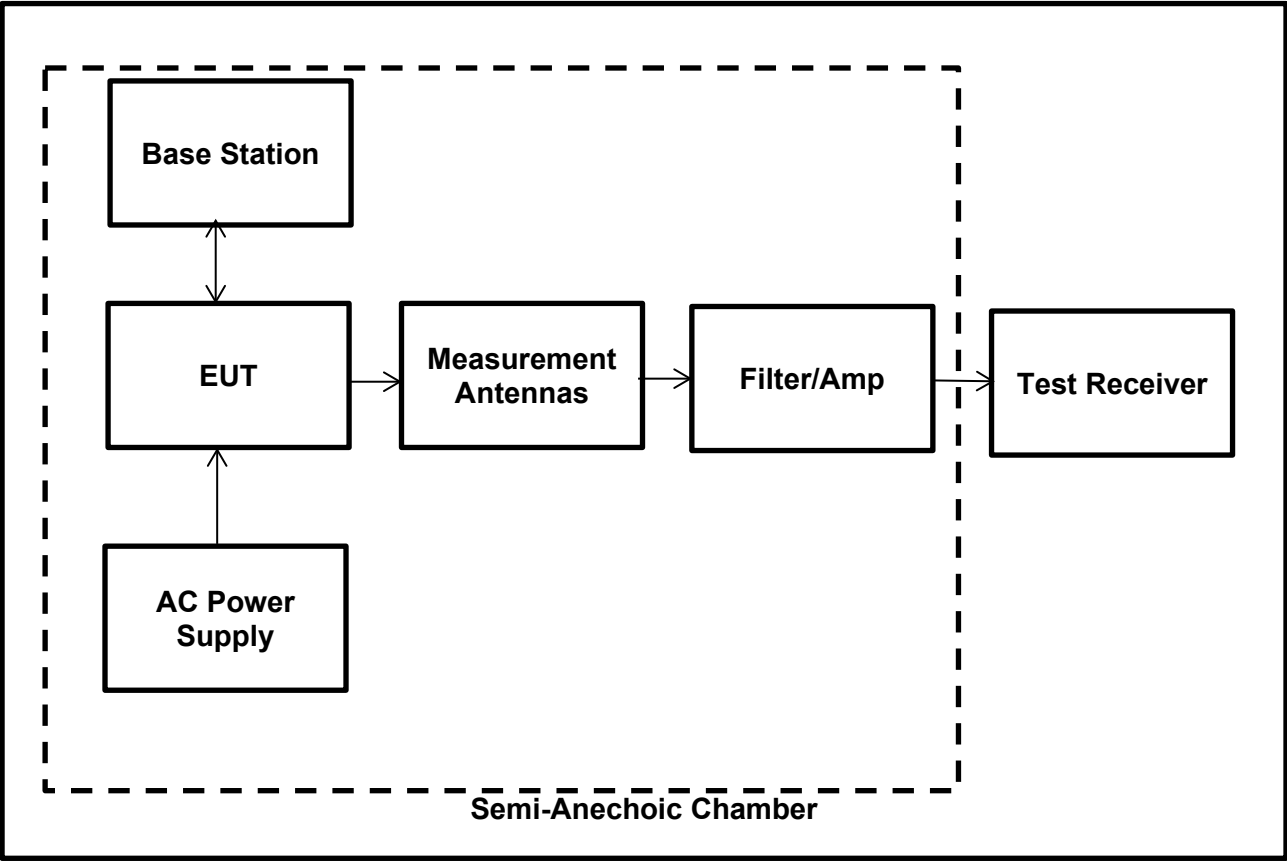 Base Station
EUT
Measurement
Antennas
Filter/Amp
Test Receiver
AC Power
Supply
Semi-Anechoic Chamber